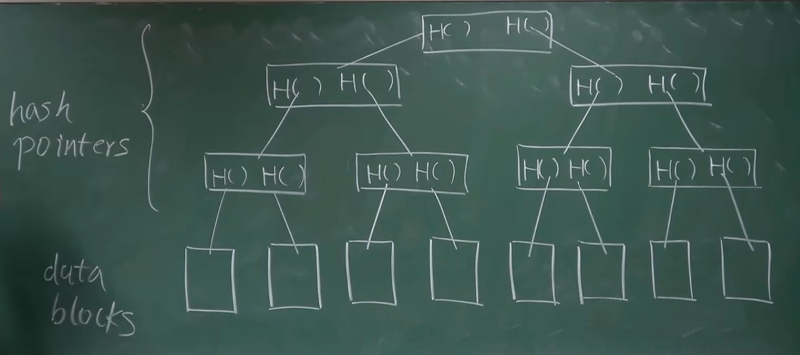 H( ) H( )
H( ) H( ) H( ) H( )
hash
pointers
H( ) H( ) H( ) H( ) H( ) H( ) H( ) H( )
data
blocks